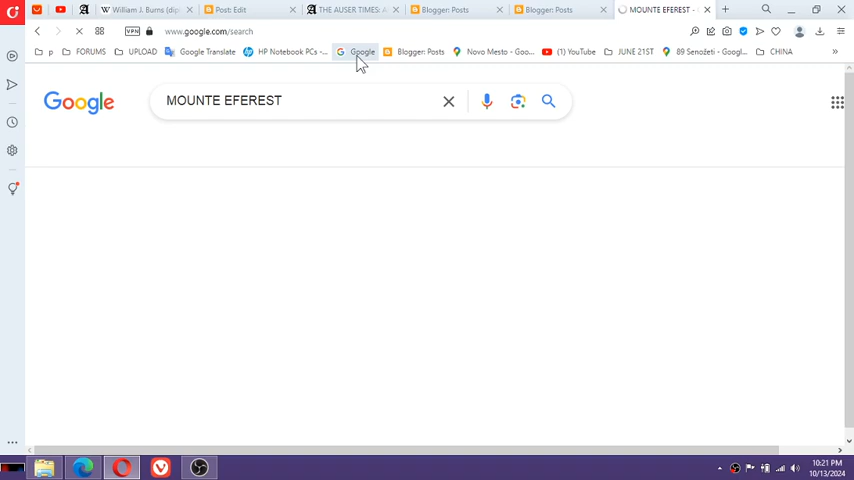 William J. Burns (dip
Post: Edit
THE AUSER TIMES: A
Blogger: Posts
Blogger: Posts
MOUNTE EFEREST -
VPN
www.google.com/search
p
FORUMS
UPLOAD
Google Translate
HP Notebook PCs -...
Google
Blogger: Posts
Novo Mesto - Goo...
(1) YouTube
JUNE 21ST
89 Senožeti - Googl...
CHINA
Google
MOUNTE EFEREST
10:21 PM
10/13/2024